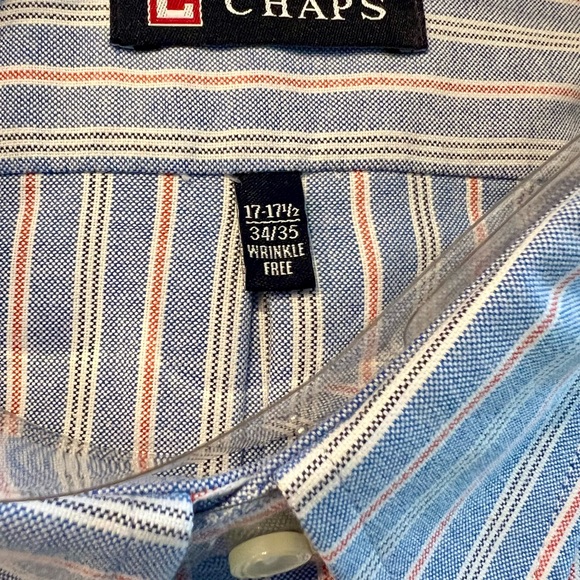 CHAPS
17-17½
34/35
WRINKLE
FREE